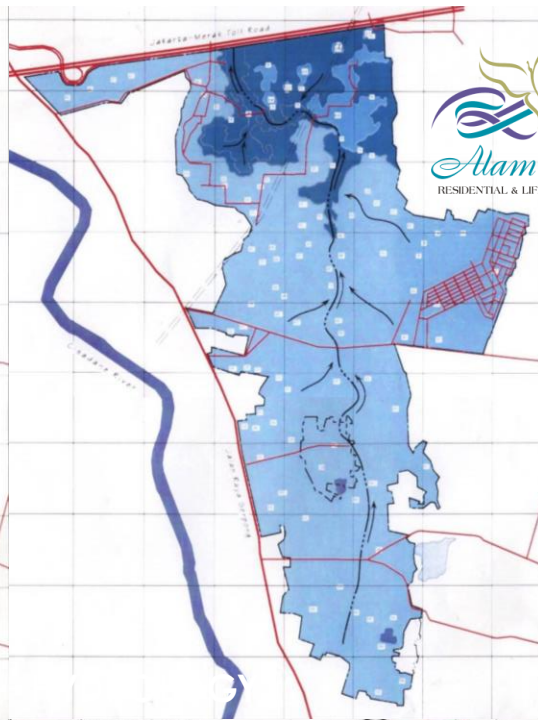 Jakarta-Merak Toll Road
Alam
RESIDENTIAL & LIF
Cisadane River
Jalan Raya Serpong